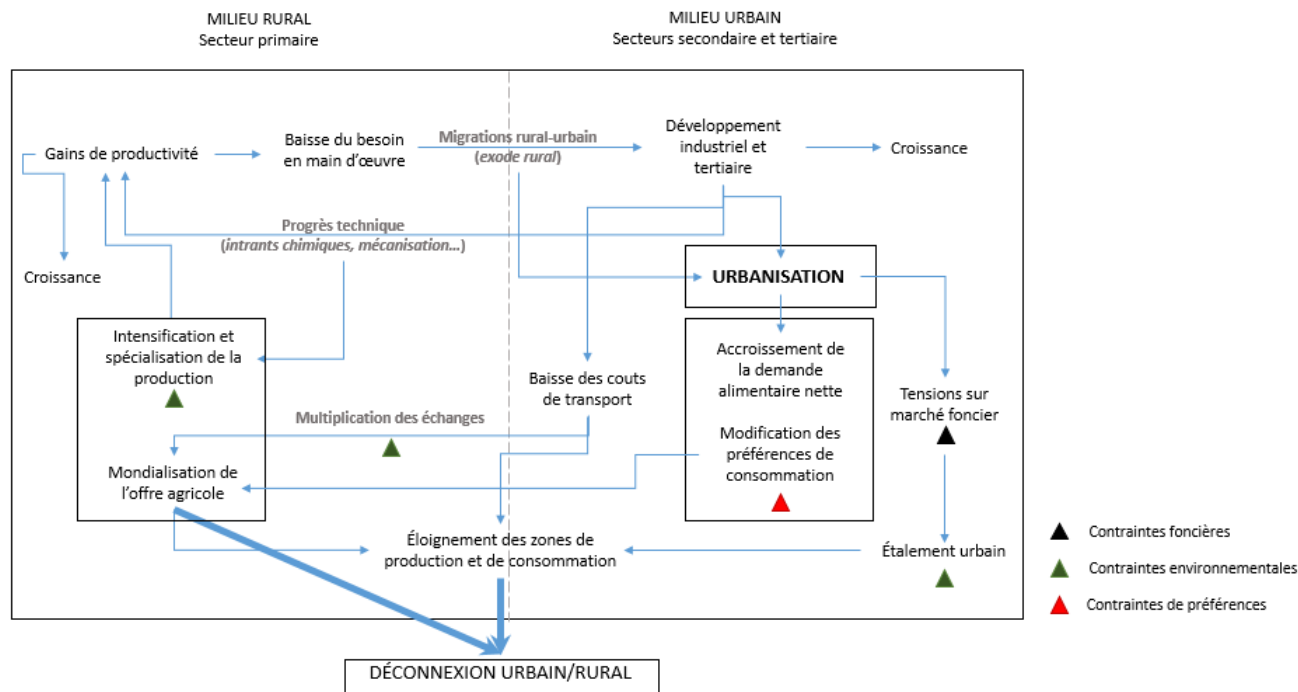 MILIEU RURAL
Secteur primaire
MILIEU URBAIN
Secteurs secondaire et tertiaire
Gains de productivité
Baisse du besoin
en main d'œuvre
Migrations rural-urbain
(exode rural)
Développement
industriel et
tertiaire
Croissance
Progrès technique
(intrants chimiques, mécanisation…)
Croissance
URBANISATION
Intensification et
spécialisation de la
production
Baisse des couts
de transport
Accroissement de
la demande
alimentaire nette
Tensions sur
marché foncier
Multiplication des échanges
Modification des
préférences de
consommation
Mondialisation de
l'offre agricole
Éloignement des zones de
production et de consommation
Étalement urbain
Contraintes foncières
Contraintes environnementales
Contraintes de préférences
DÉCONNEXION URBAIN/RURAL